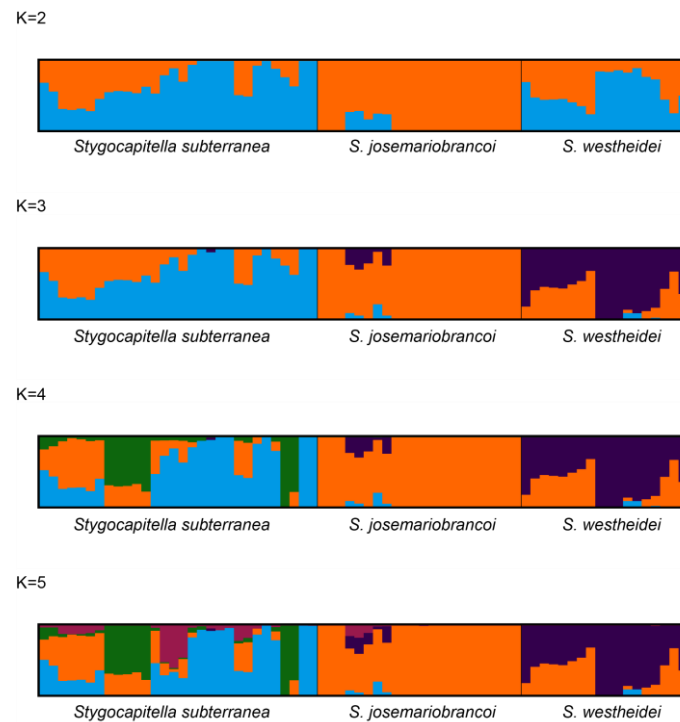 K=2
Stygocapitella subterranea S. josemariobrancoi S. westheidei
K=3
Stygocapitella subterranea S. josemariobrancoi S. westheidei
K=4
Stygocapitella subterranea S. josemariobrancoi S. westheidei
K=5
Stygocapitella subterranea S. josemariobrancoi S. westheidei